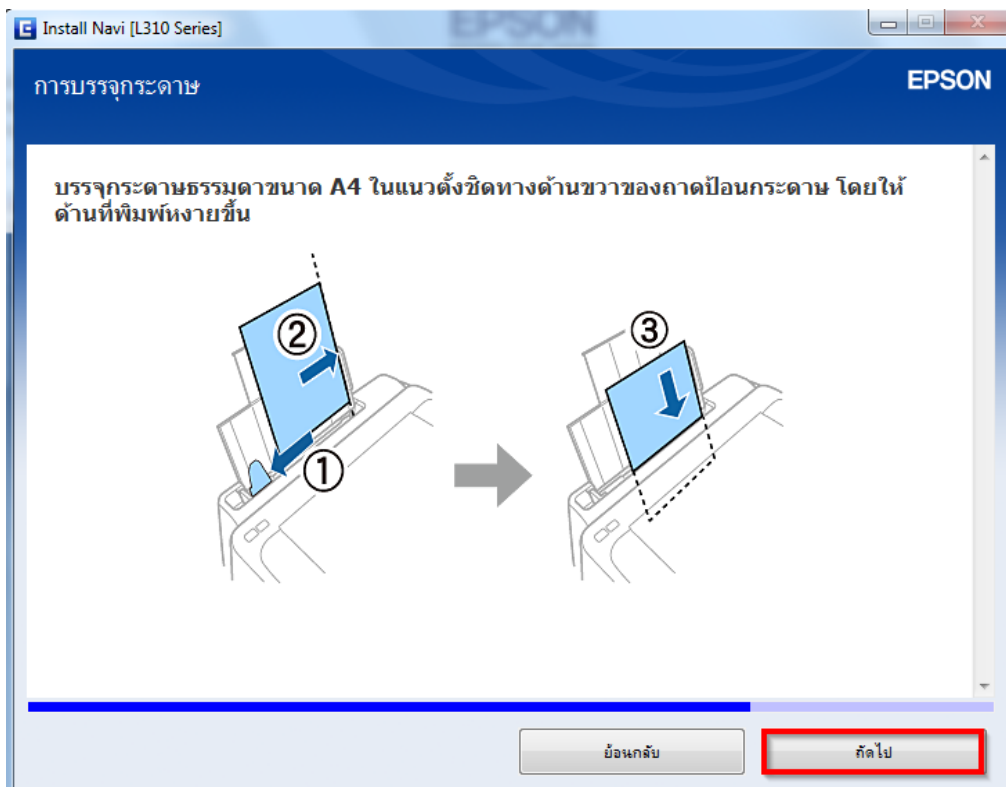 EPSON
Install Navi [L310 Series]
การบรรจุกระดาษ
EPSON
บรรจุกระดาษธรรมดาขนาด A4 ในแนวตั้งชิดทางด้านขวาของถาดป้อนกระดาษ โดยให้
ด้านที่พิมพ์หงายขึ้น
②
①
③
ย้อนกลับ
ถัดไป